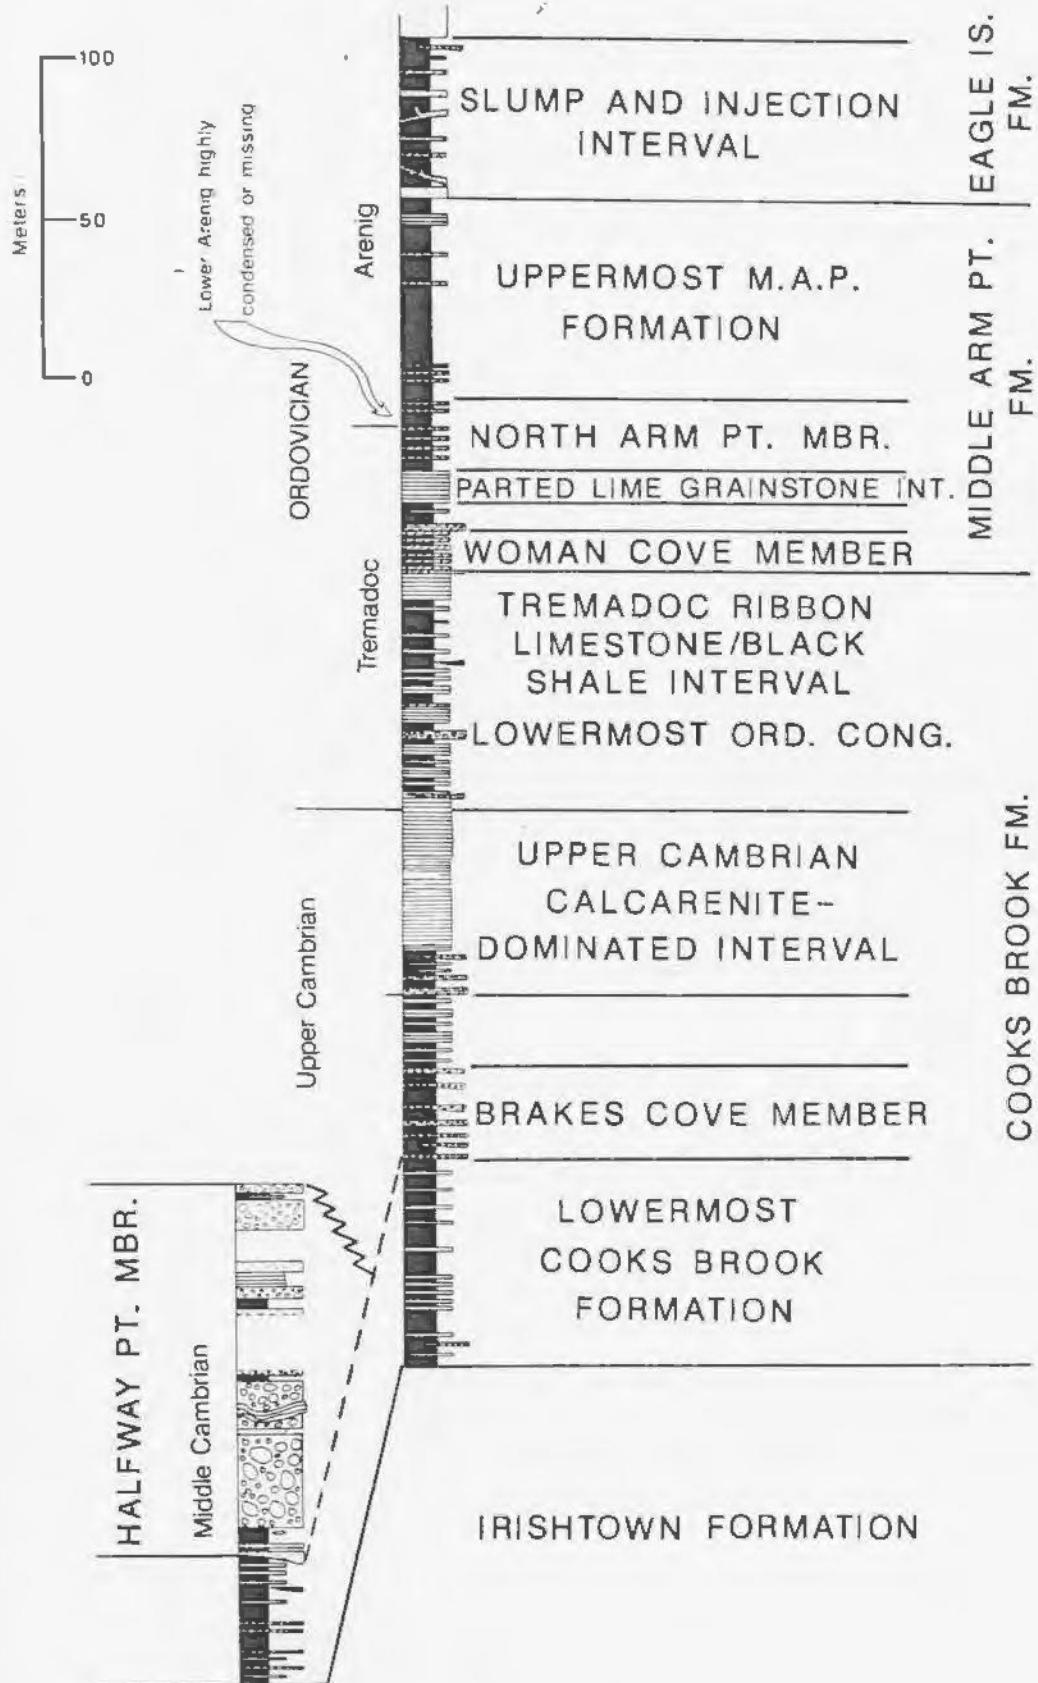 100
50
0
Meters
Lower Arenig highly
condensed or missing
Arenig
ORDOVICIAN
Tremadoc
Upper Cambrian
Middle Cambrian
HALFWAY PT. MBR.
SLUMP AND INJECTION
INTERVAL
UPPERMOST M.A.P.
FORMATION
NORTH ARM PT. MBR.
PARTED LIME GRAINSTONE INT.
WOMAN COVE MEMBER
TREMADOC RIBBON
LIMESTONE/BLACK
SHALE INTERVAL
LOWERMOST ORD. CONG.
UPPER CAMBRIAN
CALCARENITE-
DOMINATED INTERVAL
BRAKES COVE MEMBER
LOWERMOST
COOKS BROOK
FORMATION
IRISHTOWN FORMATION
EAGLE IS.
FM.
MIDDLE ARM PT.
FM.
COOKS BROOK FM.